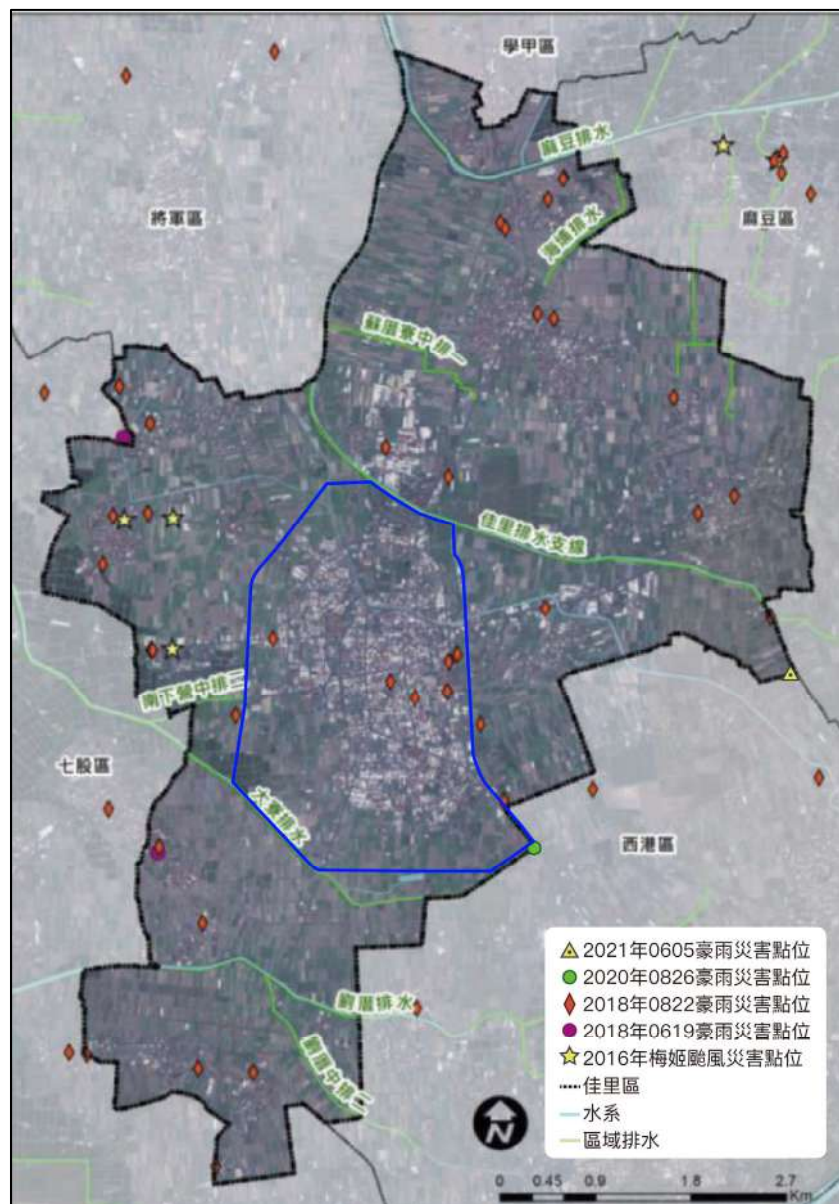 學甲區
麻豆排水
將軍區
麻豆區
海埔排水
蘇厝寮中排一
佳里排水支線
南下營中排二
七股區
大寮排水
西港區
劉厝排水
劉厝中排二
2021年0605豪雨災害點位
2020年0826豪雨災害點位
2018年0822豪雨災害點位
2018年0619豪雨災害點位
2016年梅姬颱風災害點位
佳里區
水系
區域排水
N
0 0.45 0.9 1.8 2.7
Km